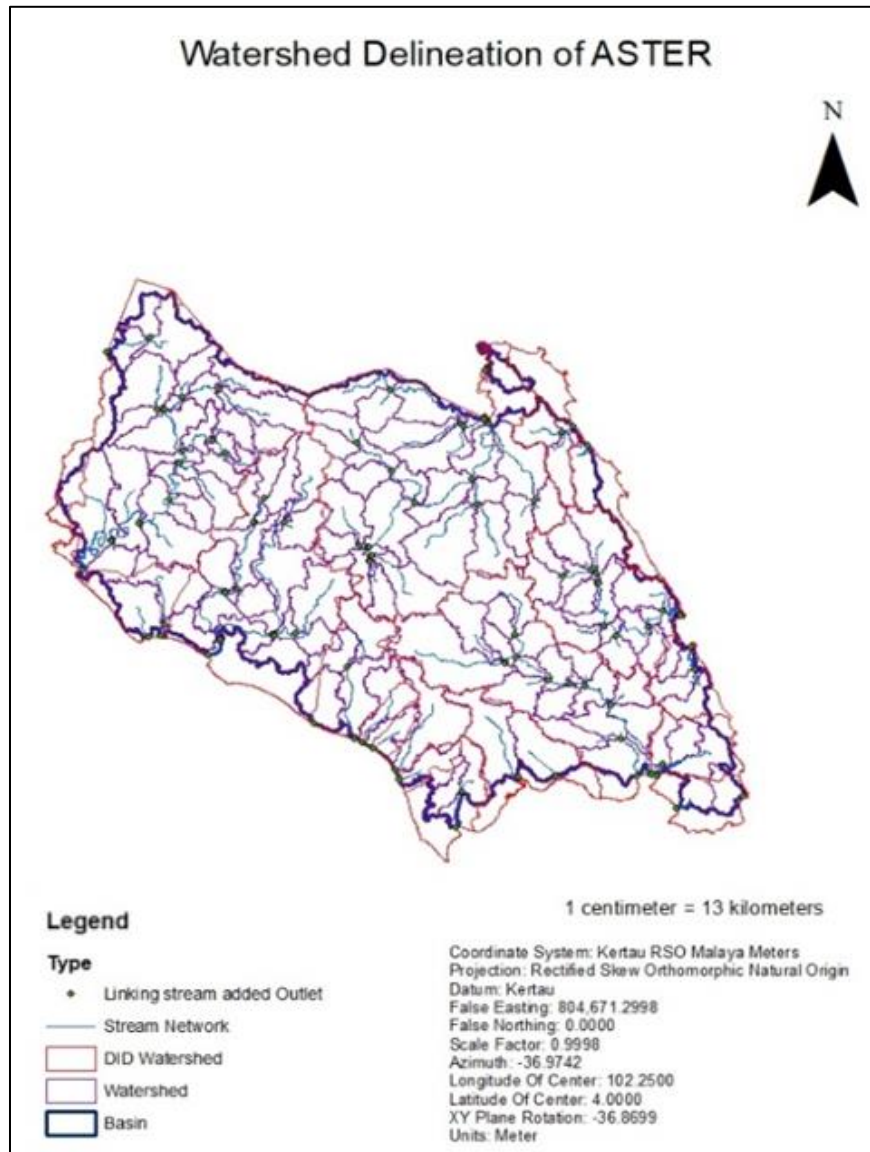 Watershed Delineation of ASTER
N
1 centimeter = 13 kilometers
Legend
Type
Linking stream added Outlet
Stream Network
DID Watershed
Watershed
Basin
Coordinate System: Kertau RSO Malaya Meters
Projection: Rectified Skew Orthomorphic Natural Origin
Datum: Kertau
False Easting: 804,671.2998
False Northing: 0.0000
Scale Factor: 0.9998
Azimuth: -36.9742
Longitude Of Center: 102.2500
Latitude Of Center: 4.0000
XY Plane Rotation: -36.8699
Units: Meter